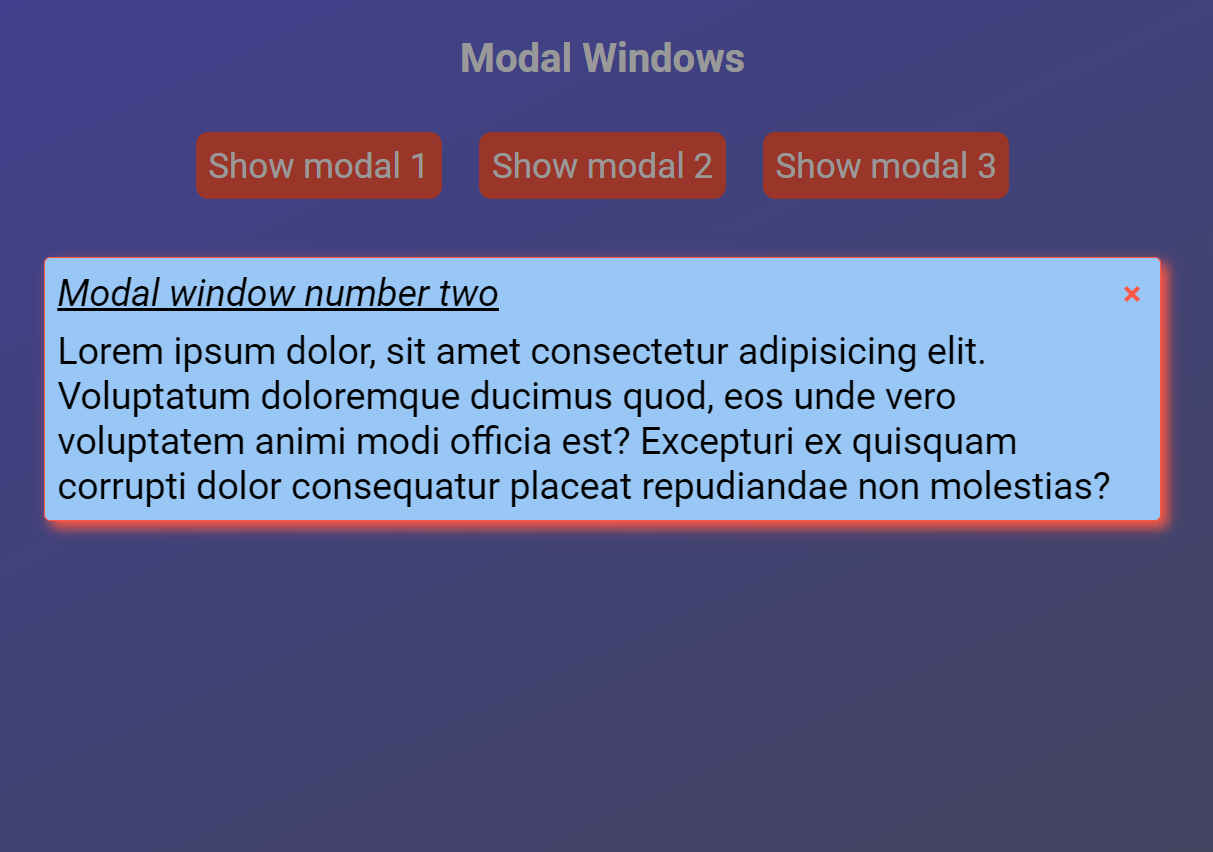 Modal Windows
Show modal 1
Show modal 2
Show modal 3
Modal window number two
×
Lorem ipsum dolor, sit amet consectetur adipisicing elit.
Voluptatum doloremque ducimus quod, eos unde vero
voluptatem animi modi officia est? Excepturi ex quisquam
corrupti dolor consequatur placeat repudiandae non molestias?